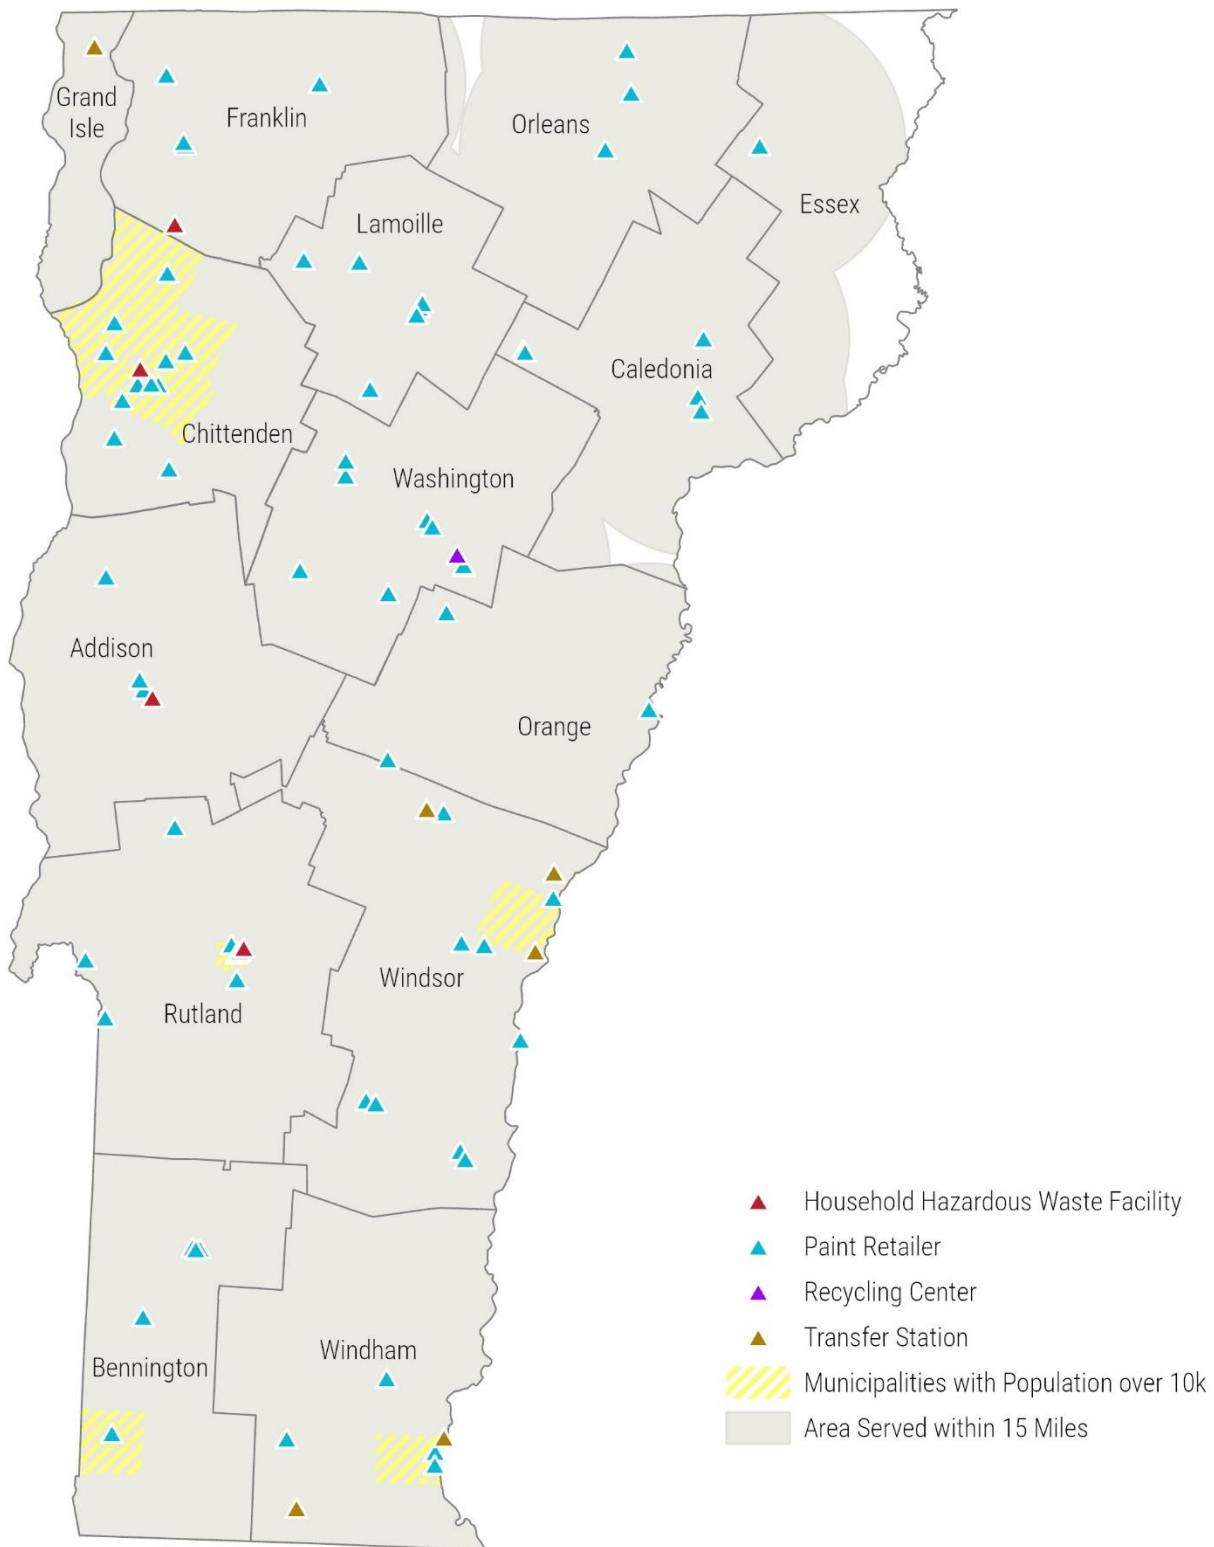 Grand
Isle
Franklin
Orleans
Essex
Lamoille
Caledonia
Chittenden
Washington
Addison
Orange
Windsor
Rutland
Windham
Bennington
Household Hazardous Waste Facility
Paint Retailer
Recycling Center
Transfer Station
Municipalities with Population over 10k
Area Served within 15 Miles